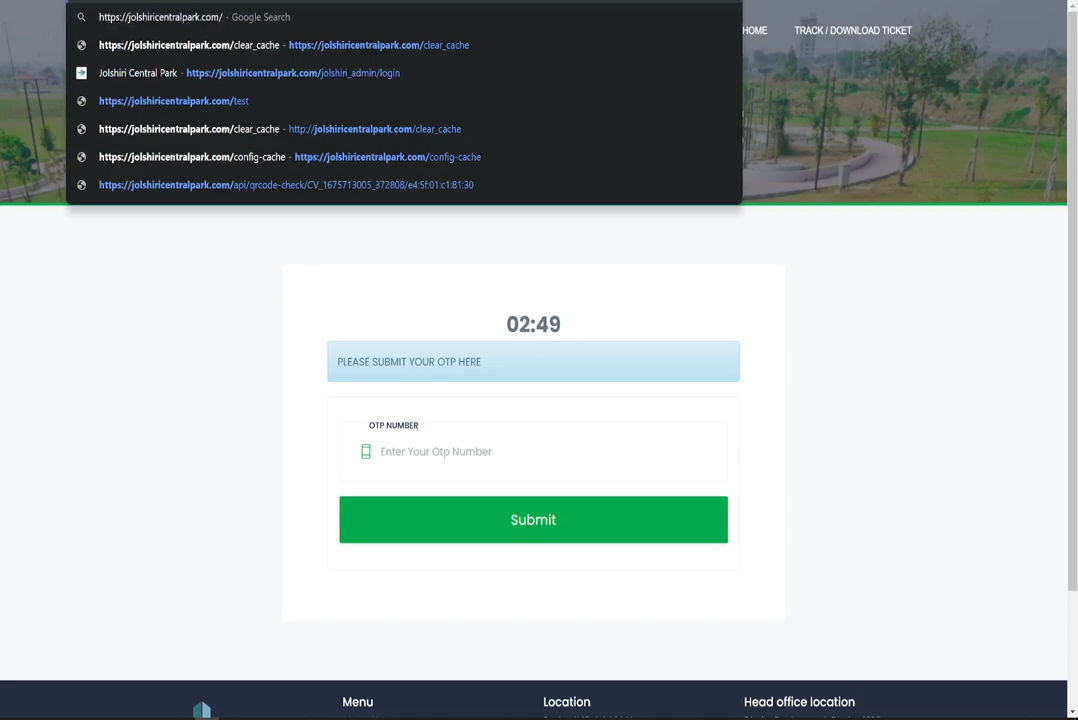 https://jolshiricentralpark.com/ - Google Search
https://jolshiricentralpark.com/clear_cache - https://jolshiricentralpark.com/clear_cache
Jolshiri Central Park - https://jolshiricentralpark.com/jolshiri_admin/login
https://jolshiricentralpark.com/test
https://jolshiricentralpark.com/clear_cache - http://jolshiricentralpark.com/clear_cache
https://jolshiricentralpark.com/config-cache - https://jolshiricentralpark.com/config-cache
https://jolshiricentralpark.com/api/qrcode-check/CV_1675713005_372808/e4:5f:01:c1:81:30
HOME TRACK / DOWNLOAD TICKET
02:49
PLEASE SUBMIT YOUR OTP HERE
OTP NUMBER
Enter Your Otp Number
Submit
Menu Location Head office location